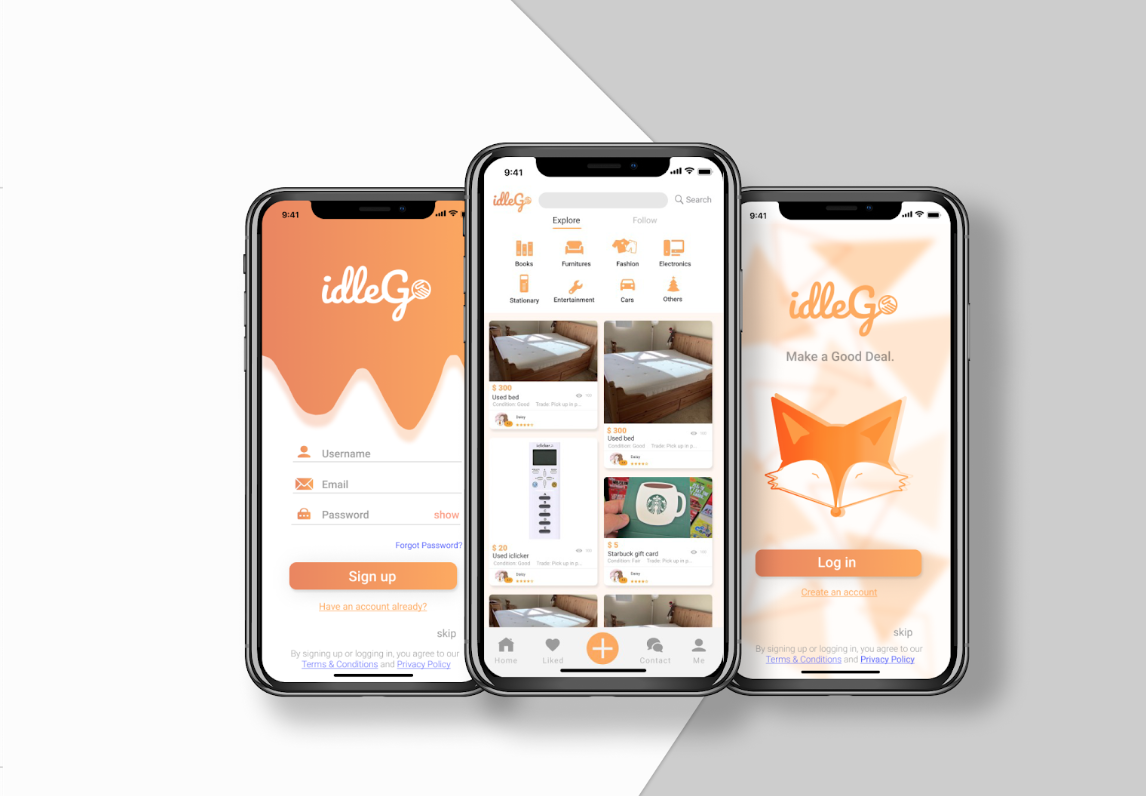 9:41
idleGo
Username
Email
Password show
Forgot Password?
Sign up
Have an account already?
skip
By signing up or logging in, you agree to our
Terms & Conditions and Privacy Policy
9:41
idleGo
Search
Explore Follow
Books Furnitures Fashion Electronics
Stationary Entertainment Cars Others
$ 300
Used bed
Condition: Good Trade: Pick up in p...
Daisy
$ 300
Used bed
Condition: Good Trade: Pick up in p...
Daisy
iclicker
$ 20
Used iclicker
Condition: Good Trade: Pick up in p...
Daisy
$ 5
Starbuck gift card
Condition: Fair Trade: Pick up in p...
Daisy
Home Liked Contact Me
9:41
idleGo
Make a Good Deal.
Log in
Create an account
skip
By signing up or logging in, you agree to our
Terms & Conditions and Privacy Policy